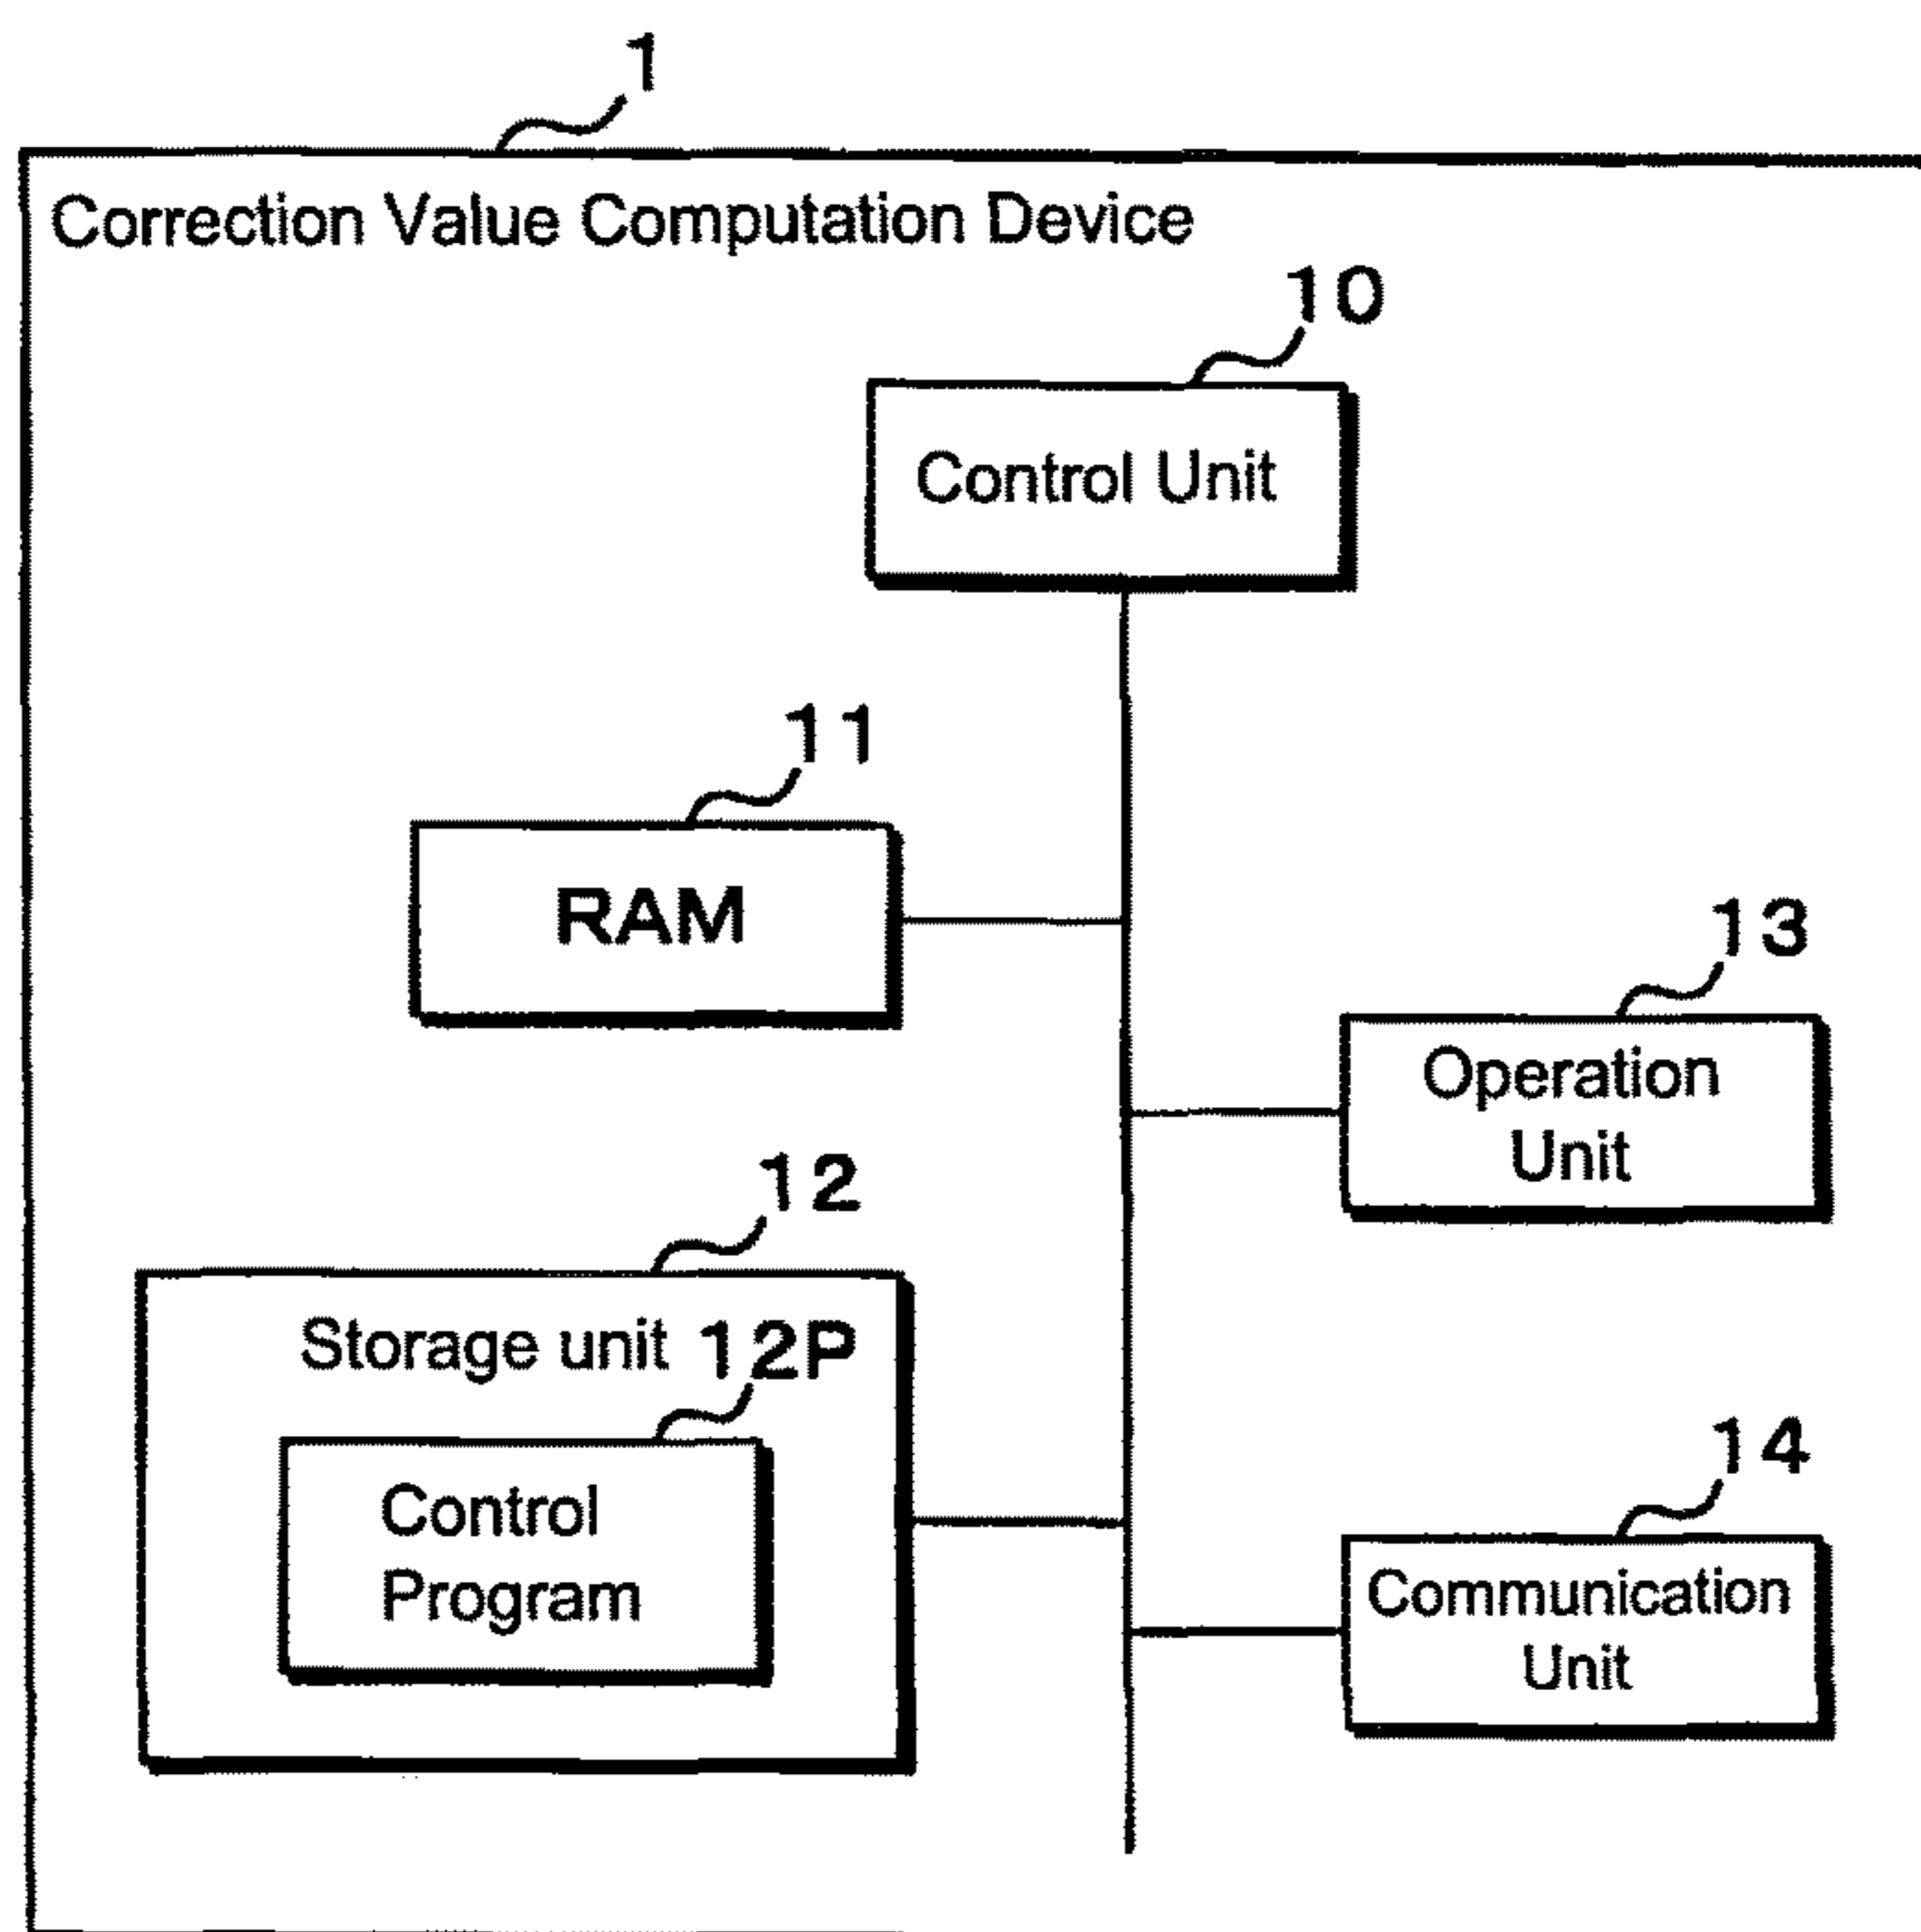 1
Correction Value Computation Device
10
Control Unit
11
RAM
13
Operation
Unit
12
Storage unit 12P
Control
Program
14
Communication
Unit